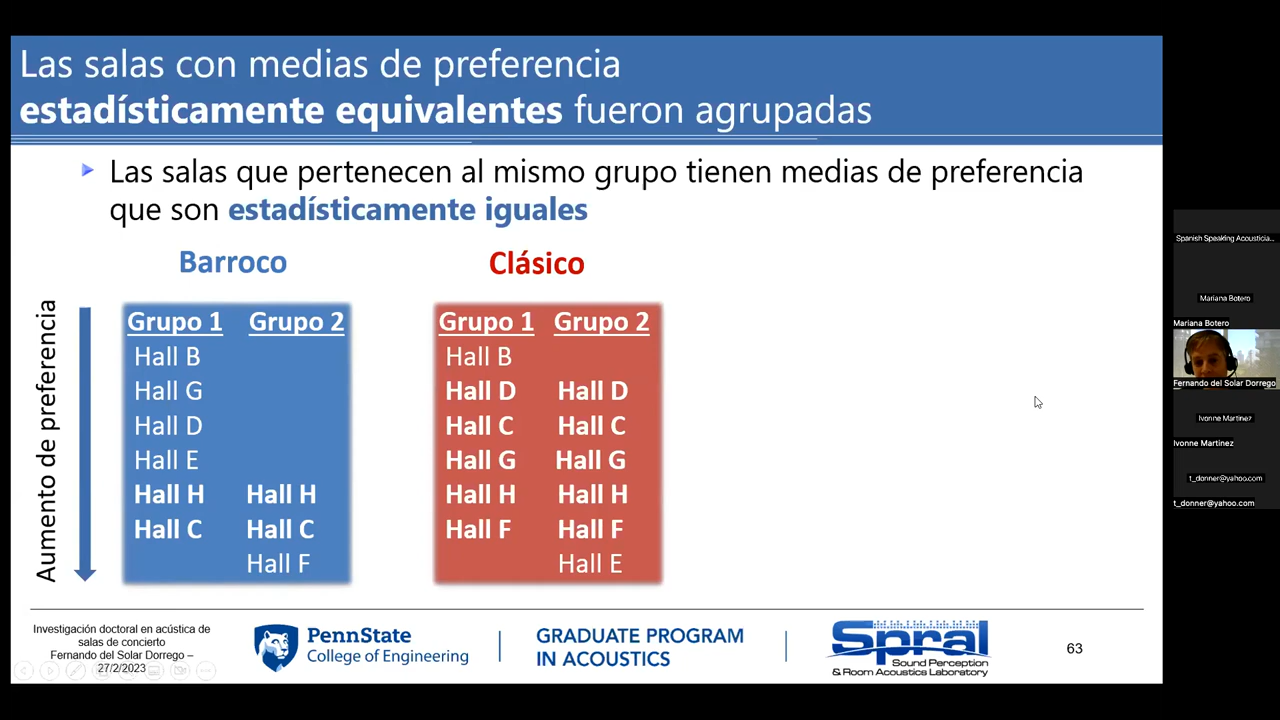 Las salas con medias de preferencia
estadísticamente equivalentes fueron agrupadas
Las salas que pertenecen al mismo grupo tienen medias de preferencia
que son estadísticamente iguales
Aumento de preferencia
Barroco
Grupo 1 Grupo 2
Hall B
Hall G
Hall D
Hall E
Hall H Hall H
Hall C Hall C
Hall F
Clásico
Grupo 1 Grupo 2
Hall B
Hall D Hall D
Hall C Hall C
Hall G Hall G
Hall H Hall H
Hall F Hall F
Hall E
Investigación doctoral en acústica de
salas de concierto
Fernando del Solar Dorrego –
27/2/2023
PennState
College of Engineering
GRADUATE PROGRAM
IN ACOUSTICS
Spral
Sound Perception
& Room Acoustics Laboratory
63
Spanish Speaking Acousticia...
Mariana Botero
Mariana Botero
Fernando del Solar Dorrego
Ivonne Martinez
Ivonne Martinez
t_donner@yahoo.com
t_donner@yahoo.com